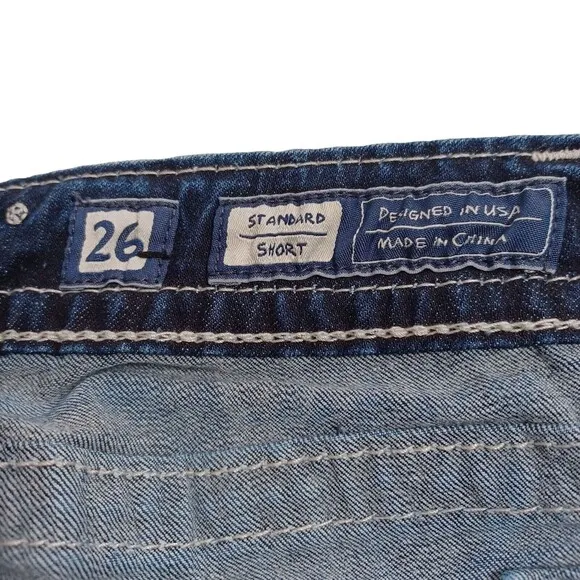 26
STANDARD
SHORT
DESIGNED IN USA
MADE IN CHINA